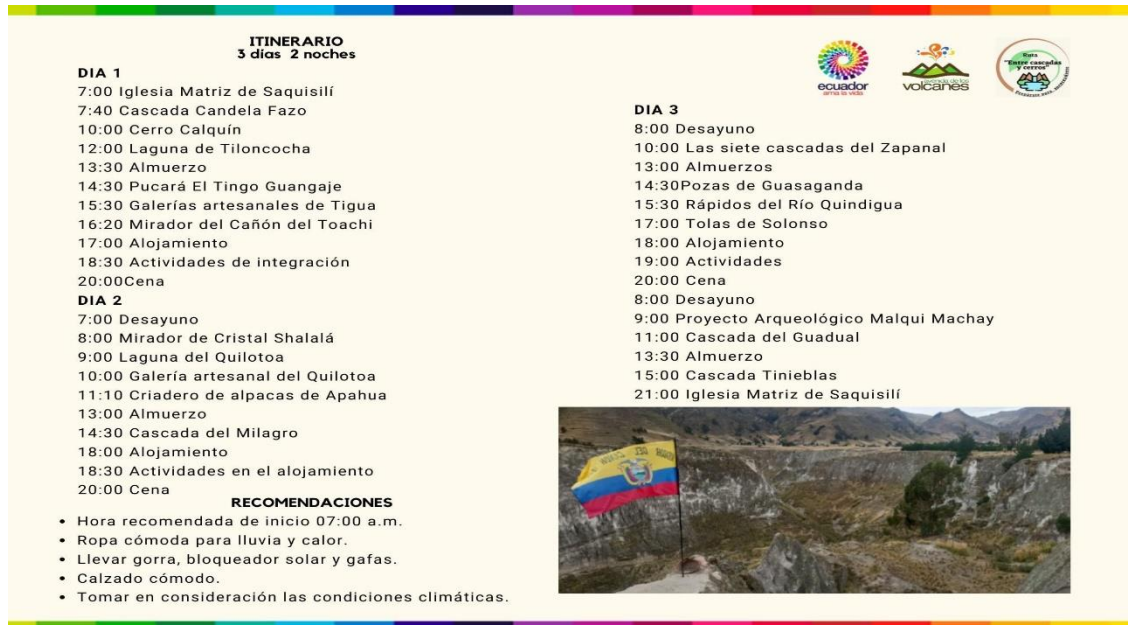 ITINERARIO
3 días 2 noches
DIA 1
7:00 Iglesia Matriz de Saquisilí
7:40 Cascada Candela Fazo
10:00 Cerro Calquín
12:00 Laguna de Tiloncocha
13:30 Almuerzo
14:30 Pucará El Tingo Guangaje
15:30 Galerías artesanales de Tigua
16:20 Mirador del Cañón del Toachi
17:00 Alojamiento
18:30 Actividades de integración
20:00Cena
DIA 2
7:00 Desayuno
8:00 Mirador de Cristal Shalalá
9:00 Laguna del Quilotoa
10:00 Galería artesanal del Quilotoa
11:10 Criadero de alpacas de Apahua
13:00 Almuerzo
14:30 Cascada del Milagro
18:00 Alojamiento
18:30 Actividades en el alojamiento
20:00 Cena
RECOMENDACIONES
• Hora recomendada de inicio 07:00 a.m.
• Ropa cómoda para lluvia y calor.
• Llevar gorra, bloqueador solar y gafas.
• Calzado cómodo.
• Tomar en consideración las condiciones climáticas.
ecuador
ama la vida
avenida de los
volcanes
Ruta
"Entre cascadas
y cerros"
DIA 3
8:00 Desayuno
10:00 Las siete cascadas del Zapanal
13:00 Almuerzos
14:30Pozas de Guasaganda
15:30 Rápidos del Río Quindigua
17:00 Tolas de Solonso
18:00 Alojamiento
19:00 Actividades
20:00 Cena
8:00 Desayuno
9:00 Proyecto Arqueológico Malqui Machay
11:00 Cascada del Guadual
13:30 Almuerzo
15:00 Cascada Tinieblas
21:00 Iglesia Matriz de Saquisilí